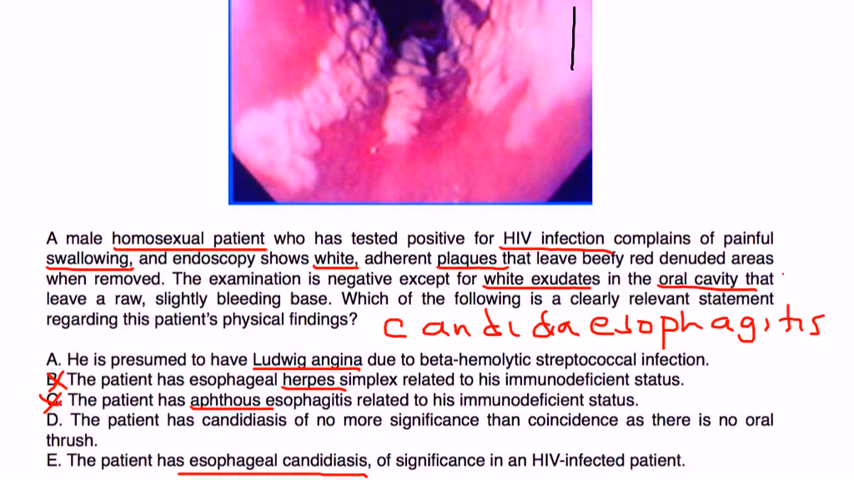 A male homosexual patient who has tested positive for HIV infection complains of painful
swallowing, and endoscopy shows white, adherent plaques that leave beefy red denuded areas
when removed. The examination is negative except for white exudates in the oral cavity that
leave a raw, slightly bleeding base. Which of the following is a clearly relevant statement
regarding this patient's physical findings?
candida esophagitis
A. He is presumed to have Ludwig angina due to beta-hemolytic streptococcal infection.
B. The patient has esophageal herpes simplex related to his immunodeficient status.
C. The patient has aphthous esophagitis related to his immunodeficient status.
D. The patient has candidiasis of no more significance than coincidence as there is no oral
thrush.
E. The patient has esophageal candidiasis, of significance in an HIV-infected patient.